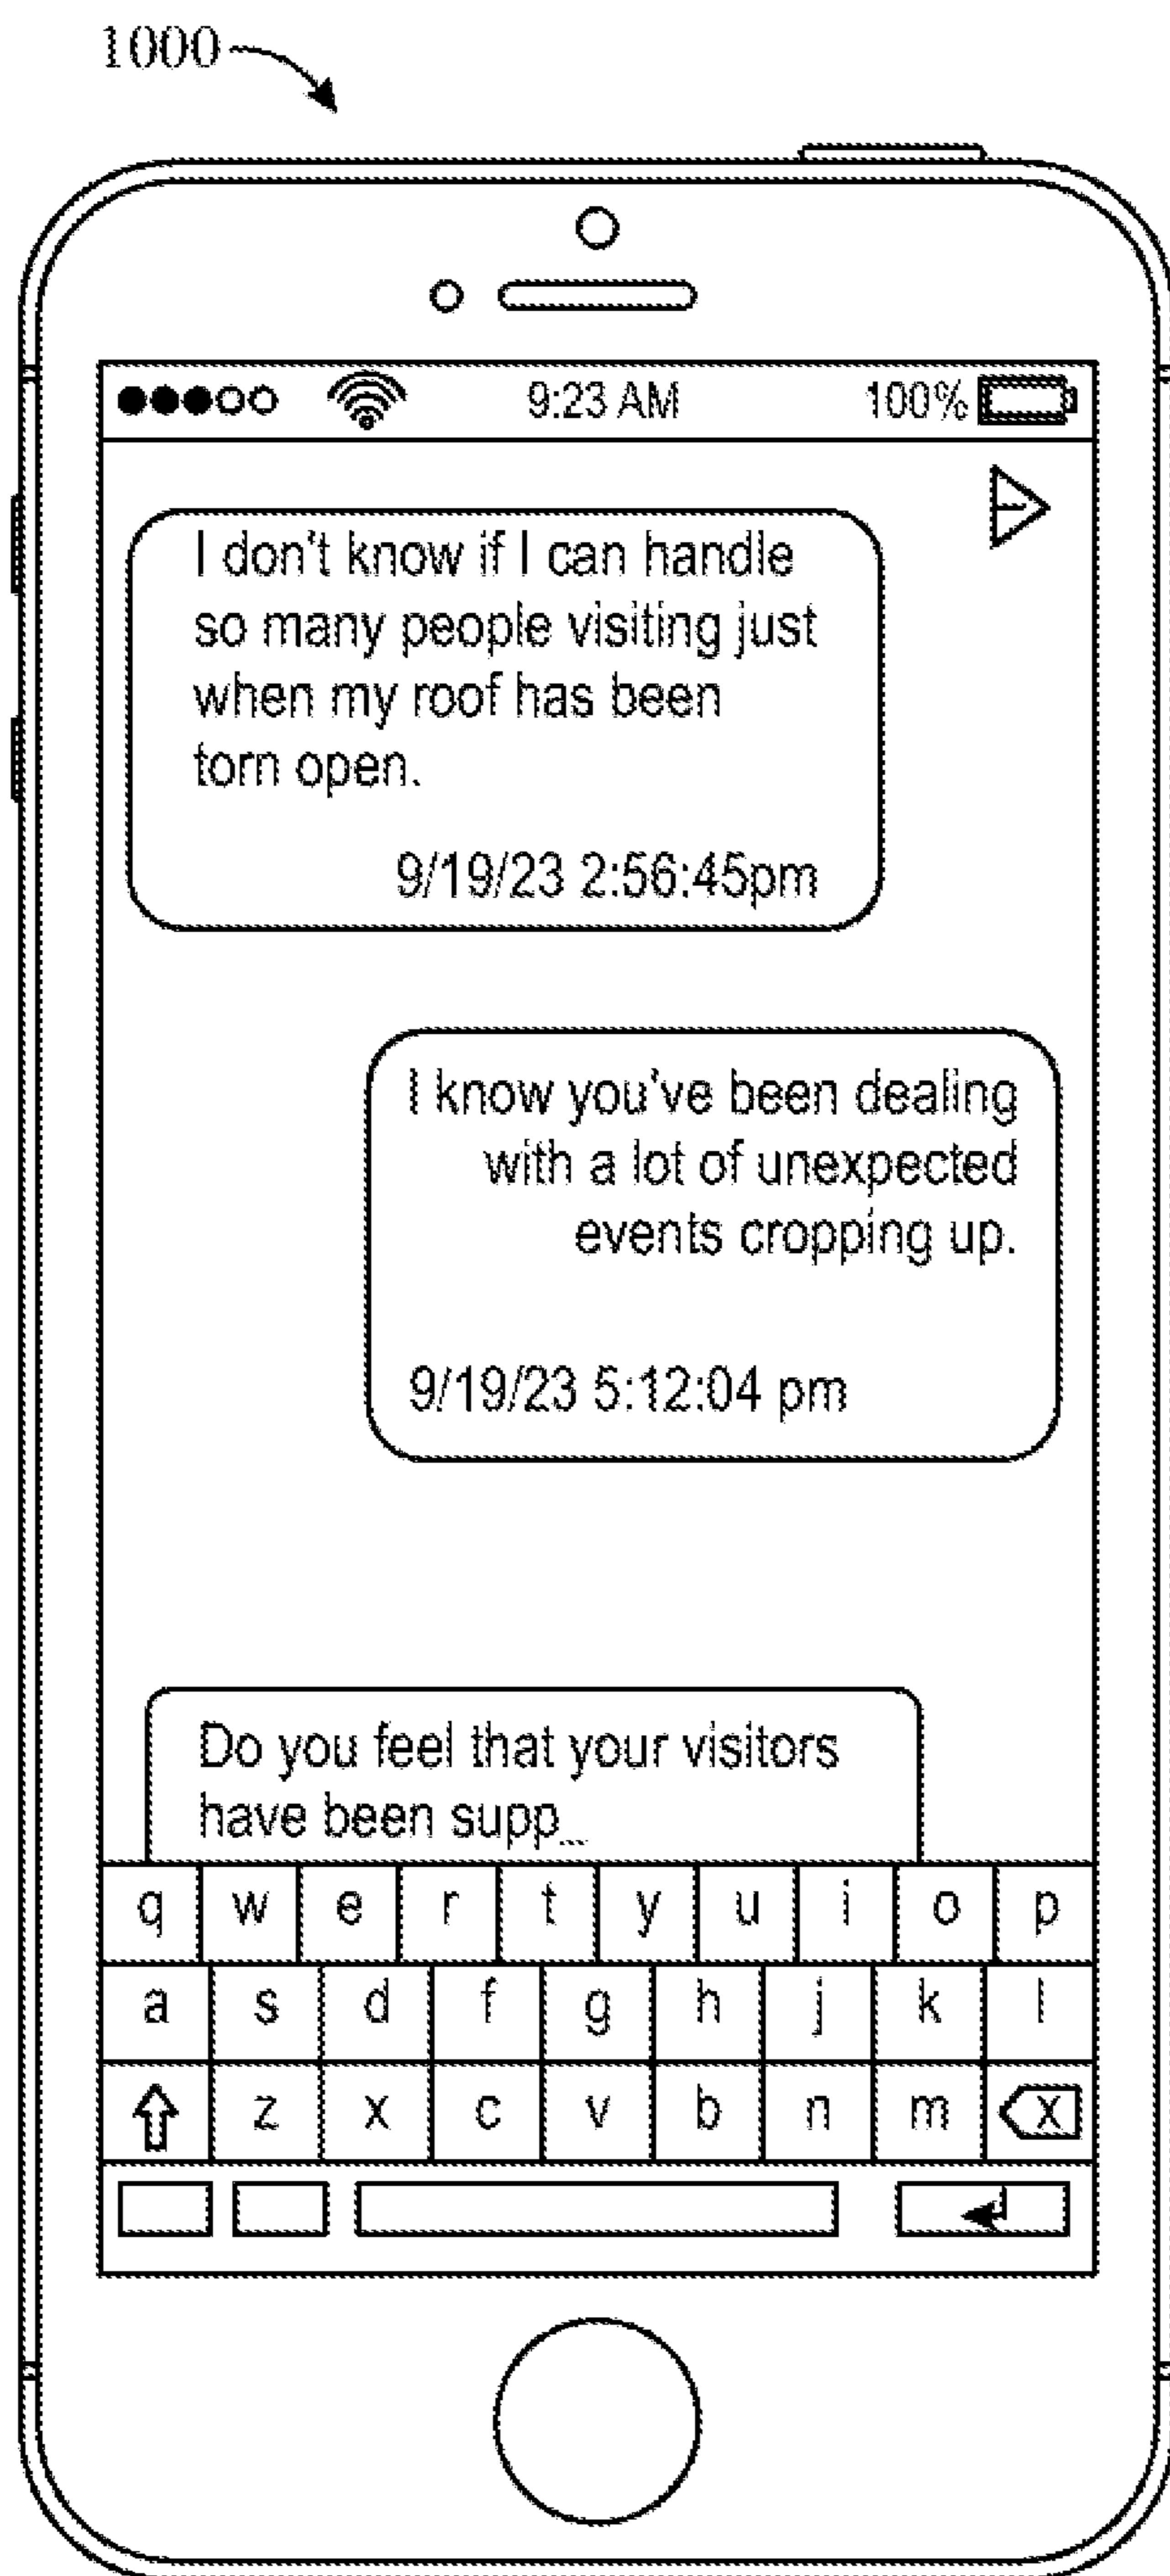 1000
9:23 AM 100%
I don't know if I can handle
so many people visiting just
when my roof has been
torn open.
9/19/23 2:56:45pm
I know you've been dealing
with a lot of unexpected
events cropping up.
9/19/23 5:12:04 pm
Do you feel that your visitors
have been supp_
q w e r t y u i o p
a s d f g h j k l
z x c v b n m x